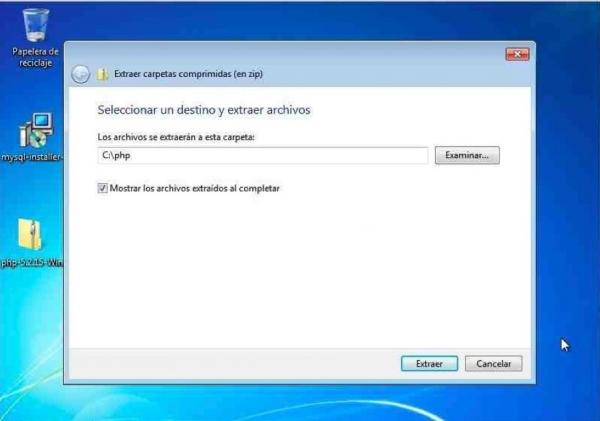 Papelera de
reciclaje
Extraer carpetas comprimidas (en zip)
Seleccionar un destino y extraer archivos
Los archivos se extraerán a esta carpeta:
C:\php
Examinar...
Mostrar los archivos extraídos al completar
mysql-installer-
php-5.2.15-Win
Extraer
Cancelar